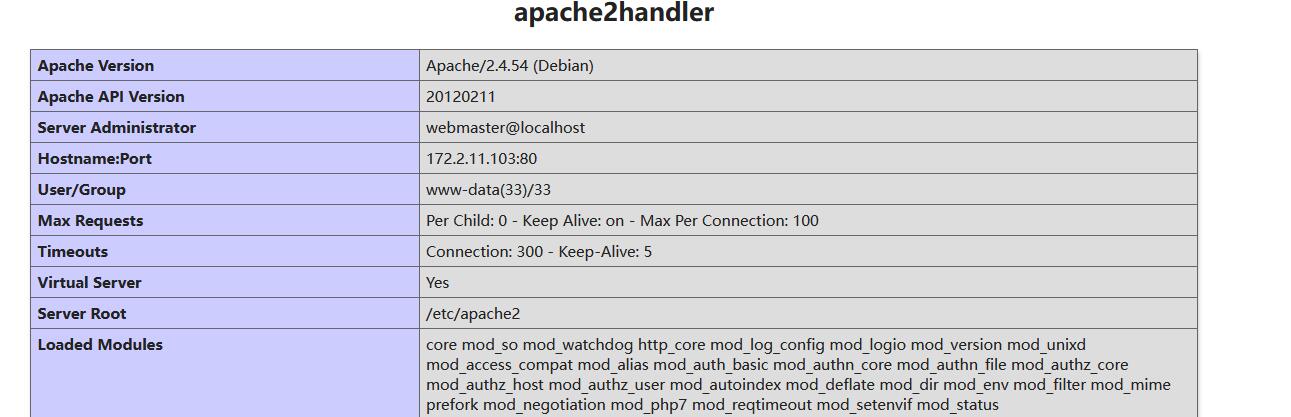 apache2handler
Apache Version Apache/2.4.54 (Debian)
Apache API Version 20120211
Server Administrator webmaster@localhost
Hostname:Port 172.2.11.103:80
User/Group www-data(33)/33
Max Requests Per Child: 0 - Keep Alive: on - Max Per Connection: 100
Timeouts Connection: 300 - Keep-Alive: 5
Virtual Server Yes
Server Root /etc/apache2
Loaded Modules core mod_so mod_watchdog http_core mod_log_config mod_logio mod_version mod_unixd
mod_access_compat mod_alias mod_auth_basic mod_authn_core mod_authn_file mod_authz_core
mod_authz_host mod_authz_user mod_autoindex mod_deflate mod_dir mod_env mod_filter mod_mime
prefork mod_negotiation mod_php7 mod_reqtimeout mod_setenvif mod_status